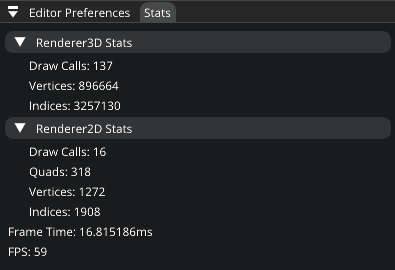 Editor Preferences Stats
Renderer3D Stats
Draw Calls: 137
Vertices: 896664
Indices: 3257130
Renderer2D Stats
Draw Calls: 16
Quads: 318
Vertices: 1272
Indices: 1908
Frame Time: 16.815186ms
FPS: 59